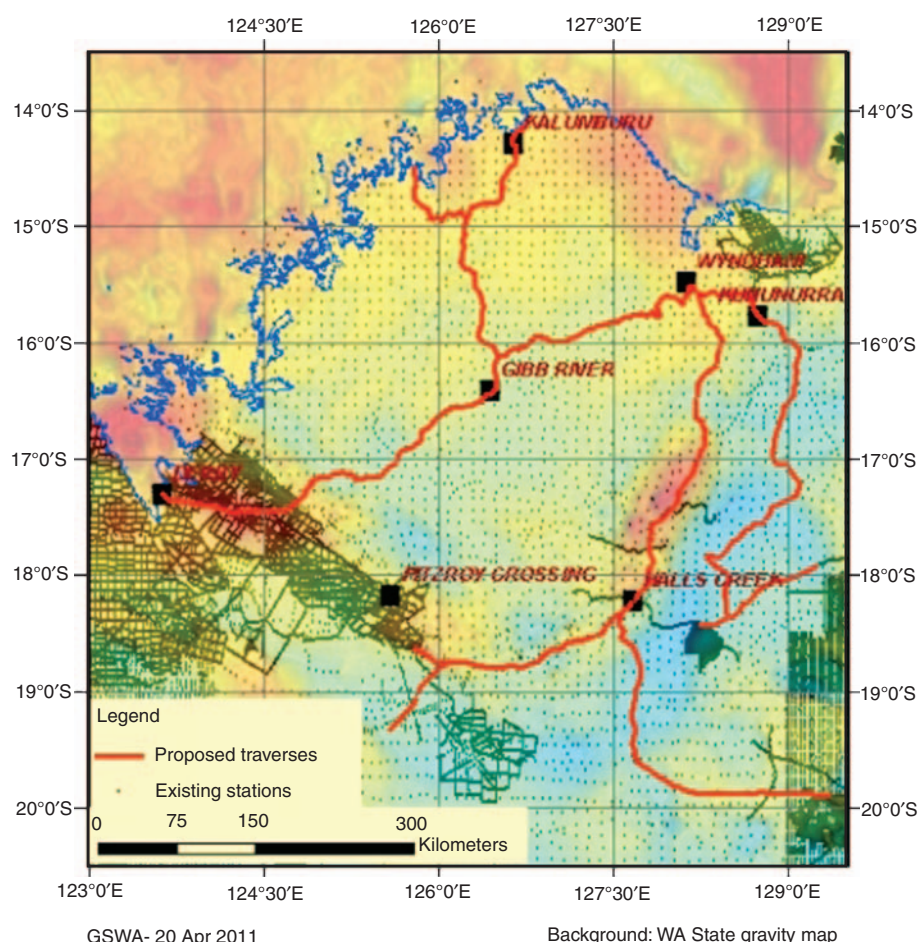 124°30'E 126°0'E 127°30'E 129°0'E
14°0'S 14°0'S
KALUMBURU
15°0'S 15°0'S
WYNDHAM
KUNUNURRA
16°0'S 16°0'S
GIBB RIVER
17°0'S 17°0'S
DERBY
18°0'S 18°0'S
FITZROY CROSSING
HALLS CREEK
19°0'S 19°0'S
Legend
Proposed traverses
Existing stations
20°0'S 20°0'S
0 75 150 300
Kilometers
123°0'E 124°30'E 126°0'E 127°30'E 129°0'E
GSWA- 20 Apr 2011 Background: WA State gravity map